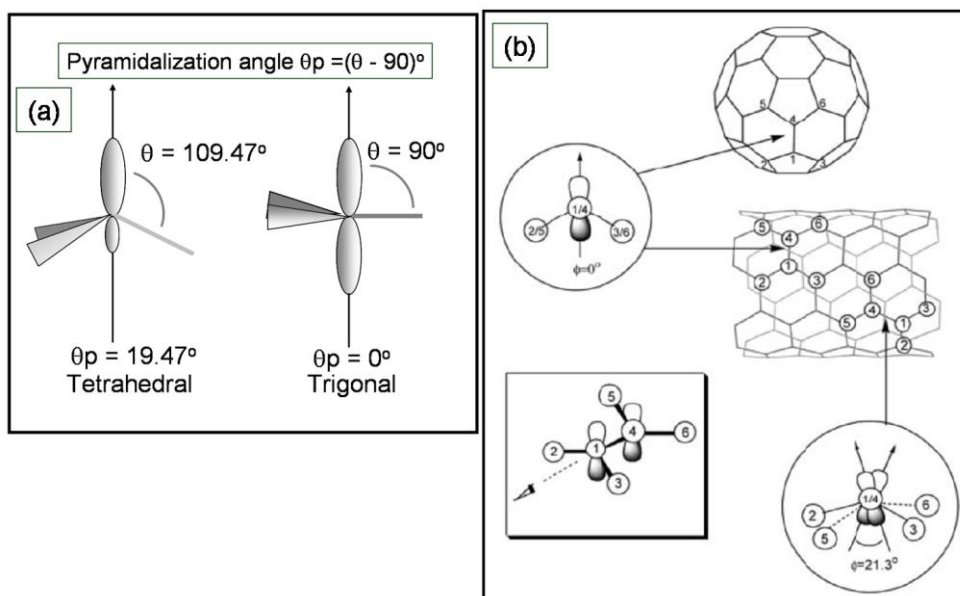 Pyramidalization angle θp =(θ - 90)º
(a)
θ = 109.47º
θ = 90º
θp = 19.47º
Tetrahedral
θp = 0º
Trigonal
(b)
5
6
4
2
1
3
1/4
2/5
3/6
ϕ=0º
5
6
4
1
2
3
6
5
4
3
1
2
5
4
6
2
1
3
1/4
2
6
5
3
ϕ=21.3º